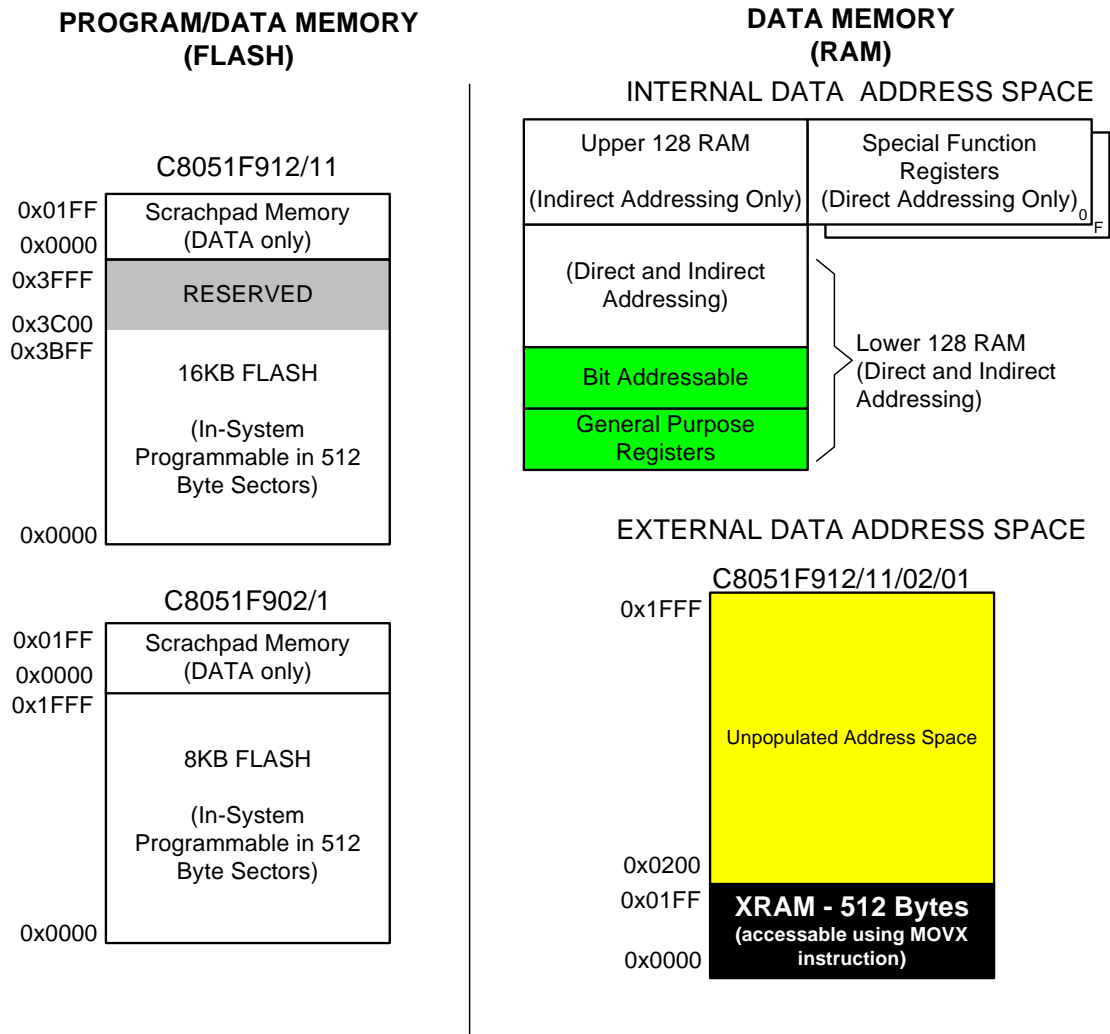 PROGRAM/DATA MEMORY
(FLASH)
C8051F912/11
0x01FF
Scrachpad Memory
(DATA only)
0x0000
0x3FFF
RESERVED
0x3C00
0x3BFF
16KB FLASH
(In-System
Programmable in 512
Byte Sectors)
0x0000
C8051F902/1
0x01FF
Scrachpad Memory
(DATA only)
0x0000
0x1FFF
8KB FLASH
(In-System
Programmable in 512
Byte Sectors)
0x0000
DATA MEMORY
(RAM)
INTERNAL DATA ADDRESS SPACE
Upper 128 RAM
(Indirect Addressing Only)
Special Function
Registers
(Direct Addressing Only)
0
F
(Direct and Indirect
Addressing)
Bit Addressable
General Purpose
Registers
Lower 128 RAM
(Direct and Indirect
Addressing)
EXTERNAL DATA ADDRESS SPACE
C8051F912/11/02/01
0x1FFF
Unpopulated Address Space
0x0200
0x01FF
XRAM - 512 Bytes
(accessable using MOVX
instruction)
0x0000